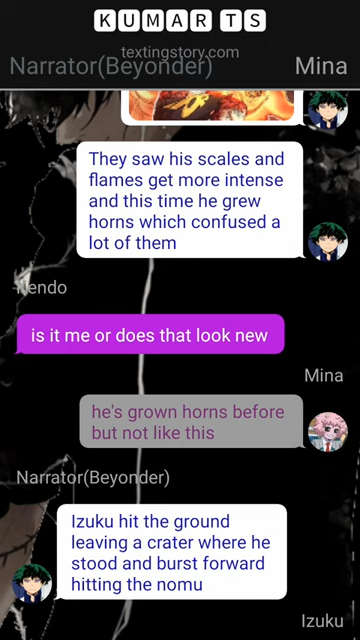 KUMAR TS
textingstory.com
Narrator(Beyonder) Mina
They saw his scales and
flames get more intense
and this time he grew
horns which confused a
lot of them
Kendo
is it me or does that look new
Mina
he's grown horns before
but not like this
Narrator(Beyonder)
Izuku hit the ground
leaving a crater where he
stood and burst forward
hitting the nomu
Izuku